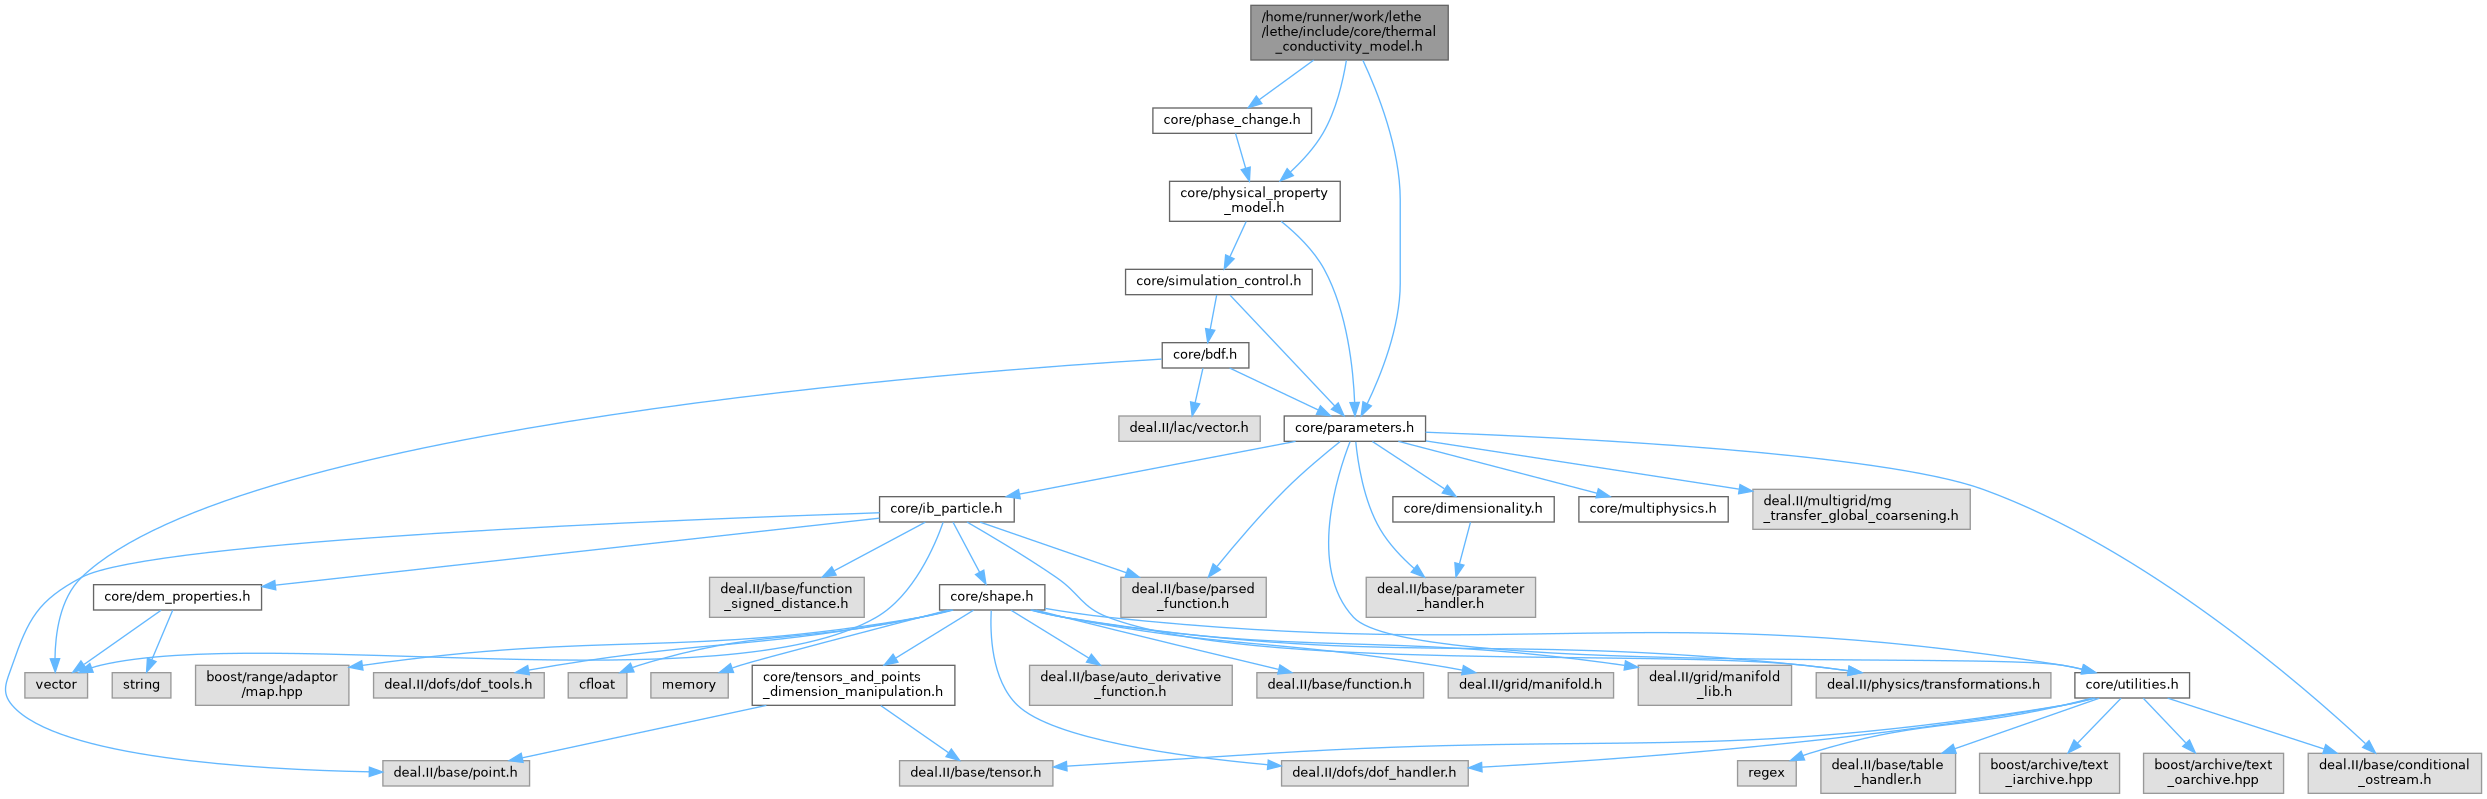 /home/runner/work/lethe
/lethe/include/core/thermal
_conductivity_model.h
core/phase_change.h
core/physical_property
_model.h
core/simulation_control.h
core/bdf.h
deal.II/lac/vector.h
core/parameters.h
core/ib_particle.h
core/dimensionality.h
core/multiphysics.h
deal.II/multigrid/mg
_transfer_global_coarsening.h
core/dem_properties.h
deal.II/base/function
_signed_distance.h
core/shape.h
deal.II/base/parsed
_function.h
deal.II/base/parameter
_handler.h
vector
string
boost/range/adaptor
/map.hpp
deal.II/dofs/dof_tools.h
cfloat
memory
core/tensors_and_points
_dimension_manipulation.h
deal.II/base/auto_derivative
_function.h
deal.II/base/function.h
deal.II/grid/manifold.h
deal.II/grid/manifold
_lib.h
deal.II/physics/transformations.h
core/utilities.h
deal.II/base/point.h
deal.II/base/tensor.h
deal.II/dofs/dof_handler.h
regex
deal.II/base/table
_handler.h
boost/archive/text
_iarchive.hpp
boost/archive/text
_oarchive.hpp
deal.II/base/conditional
_ostream.h